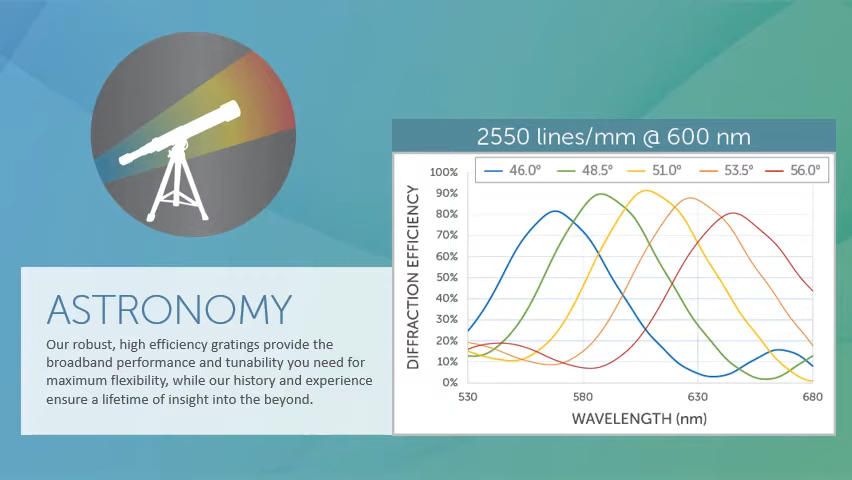 ASTRONOMY
Our robust, high efficiency gratings provide the
broadband performance and tunability you need for
maximum flexibility, while our history and experience
ensure a lifetime of insight into the beyond.
2550 lines/mm @ 600 nm
46.0° 48.5° 51.0° 53.5° 56.0°
DIFFRACTION EFFICIENCY
100%
90%
80%
70%
60%
50%
40%
30%
20%
10%
0%
530 580 630 680
WAVELENGTH (nm)